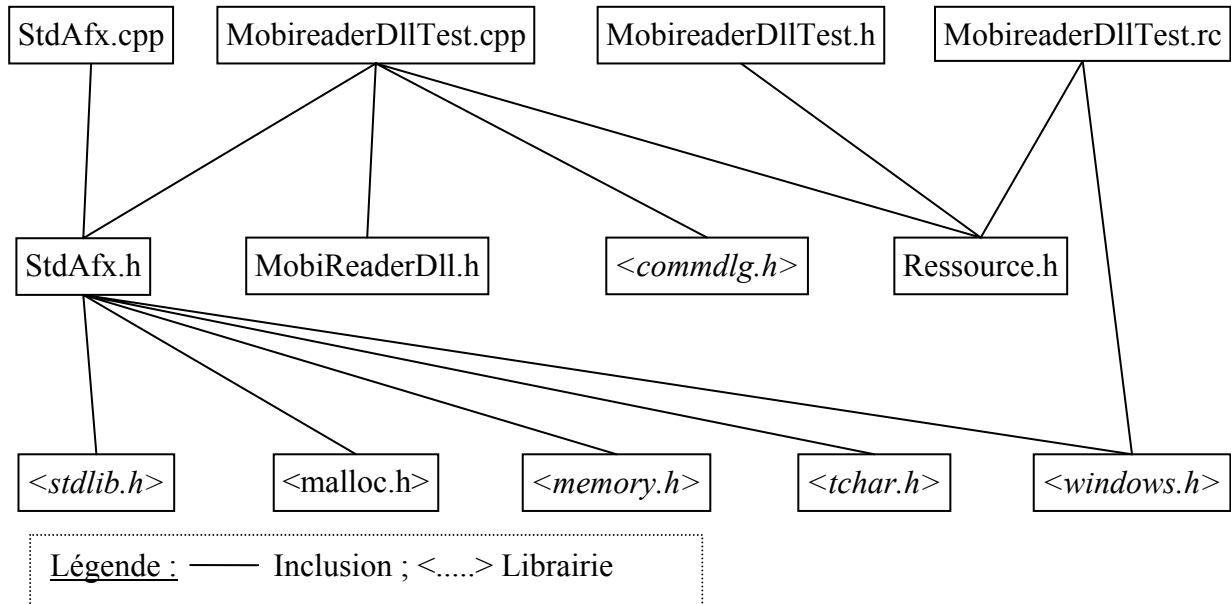 StdAfx.cpp MobireaderDllTest.cpp MobireaderDllTest.h MobireaderDllTest.rc
StdAfx.h MobiReaderDll.h <commdlg.h> Ressource.h
<stdlib.h> <malloc.h> <memory.h> <tchar.h> <windows.h>
Légende : Inclusion ; <.....> Librairie